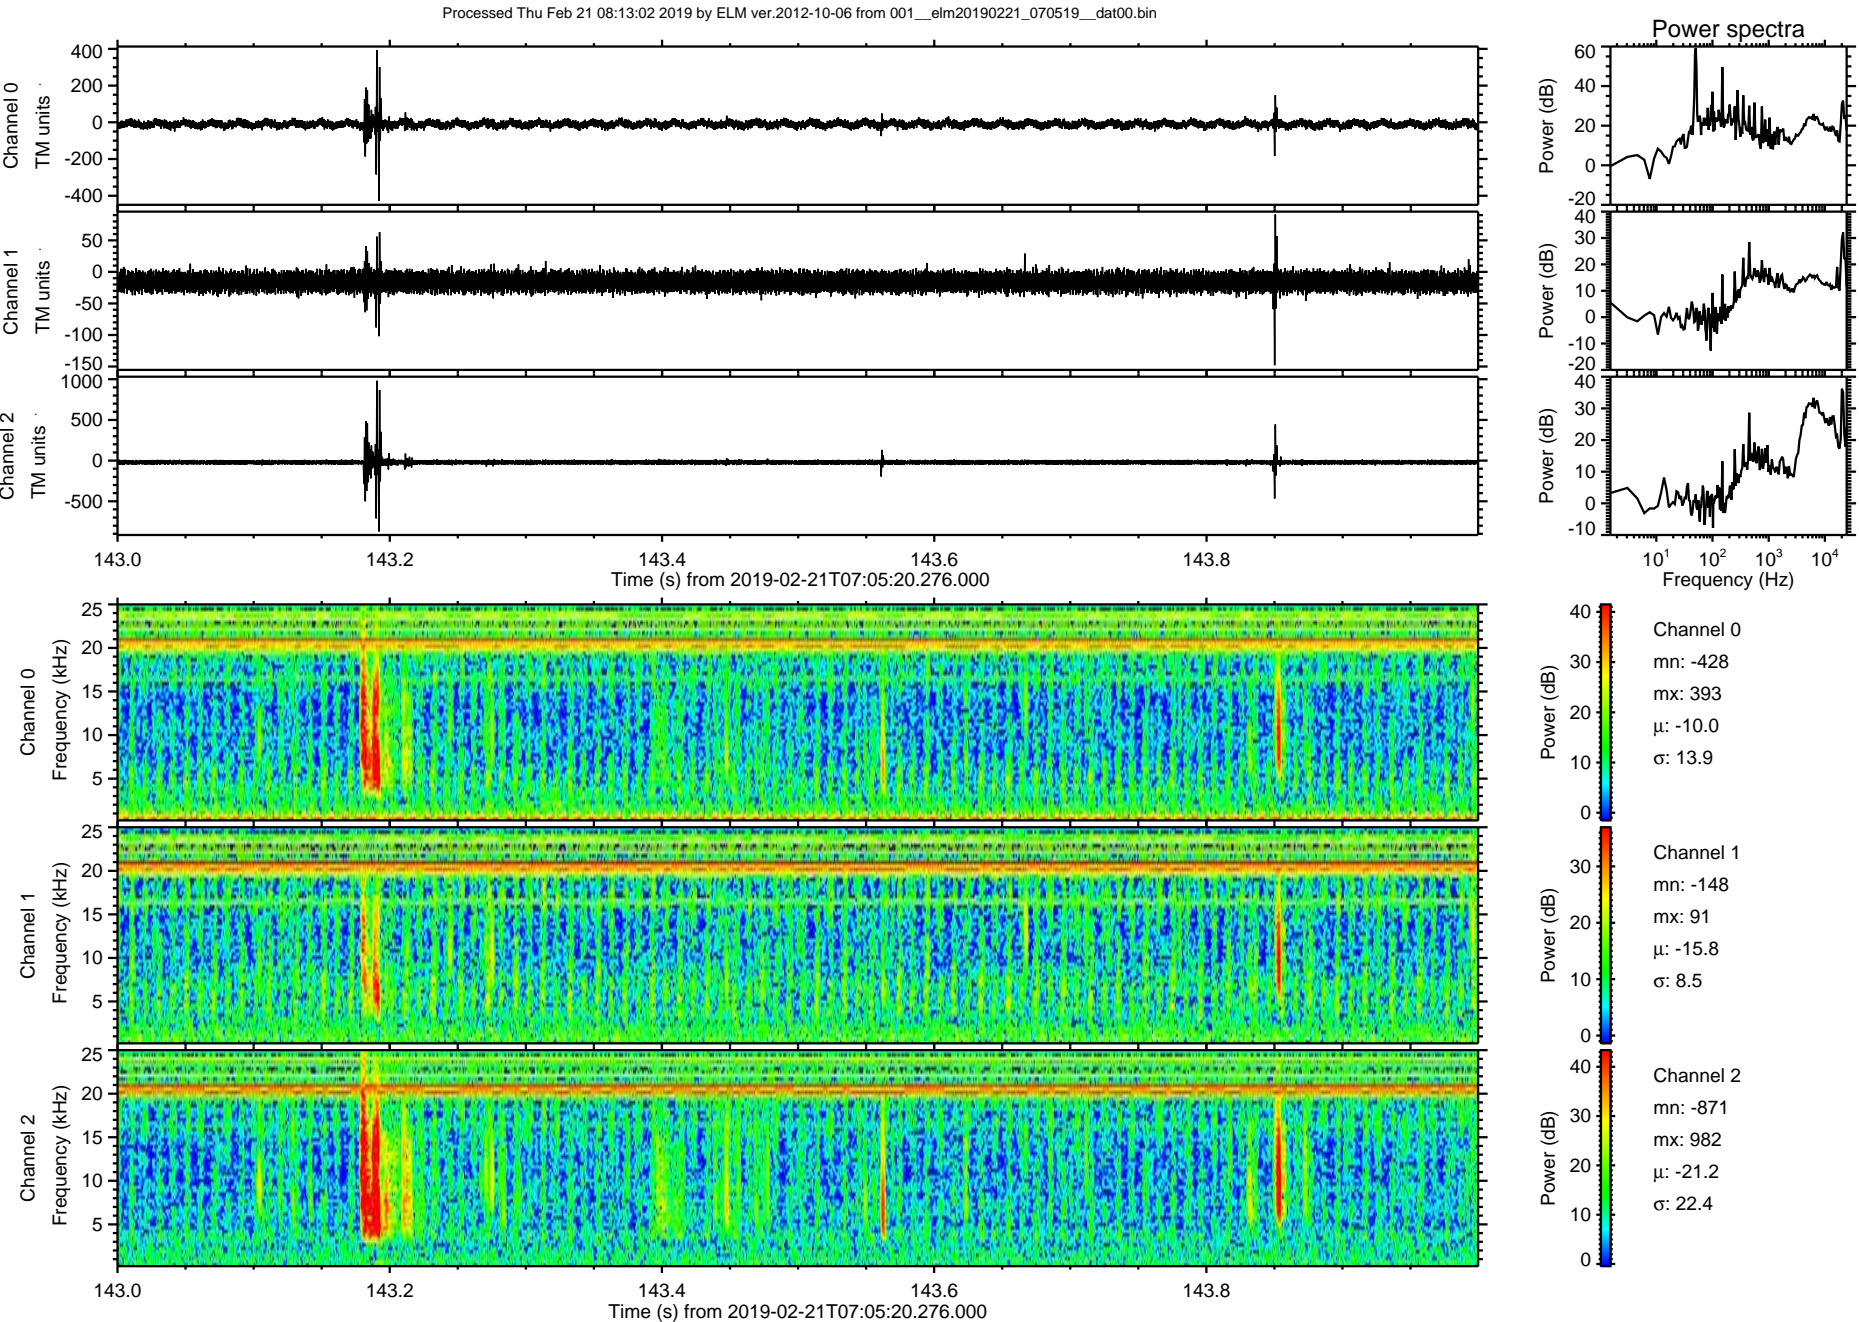 Processed Thu Feb 21 08:13:02 2019 by ELM ver.2012-10-06 from 001__elm20190221_070519__dat00.bin
Power spectra
Channel 0
TM units
400
200
0
-200
-400
Power (dB)
60
40
20
0
-20
Channel 1
TM units
50
0
-50
-100
-150
Power (dB)
40
30
20
10
0
-10
-20
Channel 2
TM units
1000
500
0
-500
Power (dB)
40
30
20
10
0
-10
143.0 143.2 143.4 143.6 143.8
Time (s) from 2019-02-21T07:05:20.276.000
10^1 10^2 10^3 10^4
Frequency (Hz)
Channel 0
Frequency (kHz)
25
20
15
10
5
Power (dB)
40
30
20
10
0
Channel 0
mn: -428
mx: 393
μ: -10.0
σ: 13.9
Channel 1
Frequency (kHz)
25
20
15
10
5
Power (dB)
30
20
10
0
Channel 1
mn: -148
mx: 91
μ: -15.8
σ: 8.5
Channel 2
Frequency (kHz)
25
20
15
10
5
Power (dB)
40
30
20
10
0
Channel 2
mn: -871
mx: 982
μ: -21.2
σ: 22.4
143.0 143.2 143.4 143.6 143.8
Time (s) from 2019-02-21T07:05:20.276.000